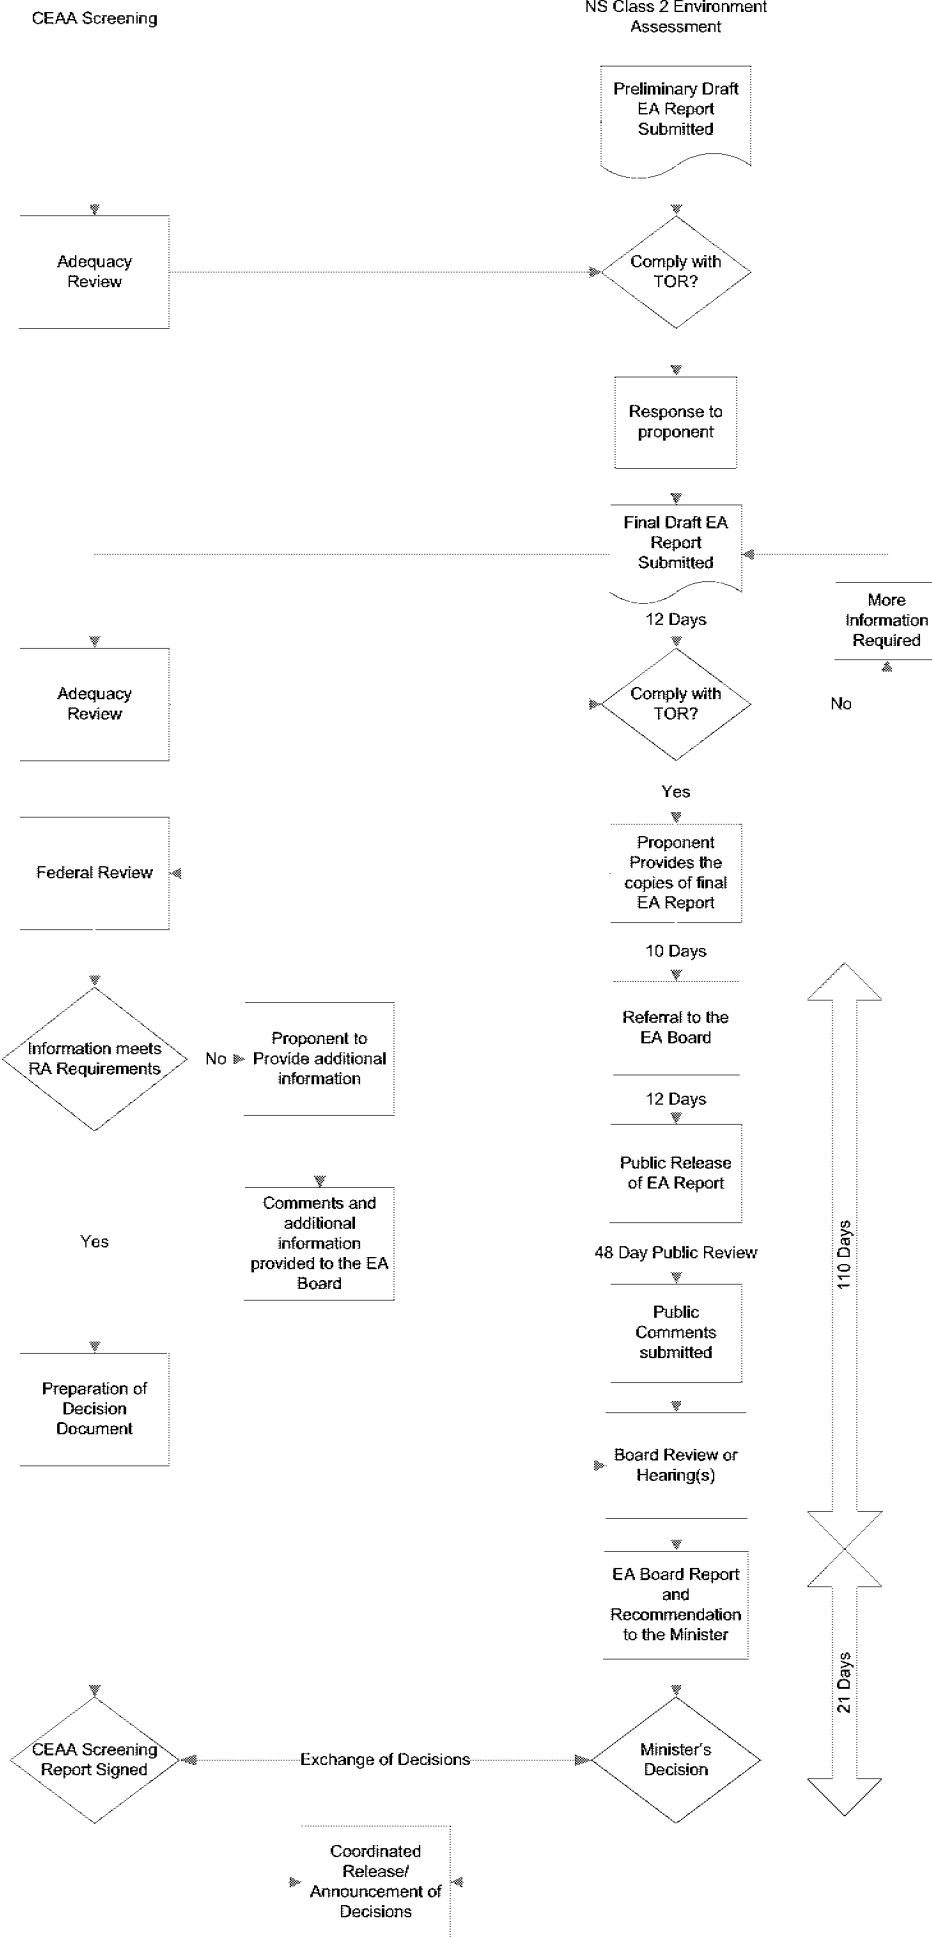 CEAA Screening
NS Class 2 Environment
Assessment
Preliminary Draft
EA Report
Submitted
Adequacy
Review
Comply with
TOR?
Response to
proponent
Final Draft EA
Report
Submitted
More
Information
Required
12 Days
Adequacy
Review
Comply with
TOR?
No
Yes
Federal Review
Proponent
Provides the
copies of final
EA Report
10 Days
Information meets
RA Requirements
No
Proponent to
Provide additional
information
Referral to the
EA Board
12 Days
Public Release
of EA Report
Yes
Comments and
additional
information
provided to the EA
Board
48 Day Public Review
110 Days
Public
Comments
submitted
Preparation of
Decision
Document
Board Review or
Hearing(s)
EA Board Report
and
Recommendation
to the Minister
21 Days
CEAA Screening
Report Signed
Exchange of Decisions
Minister's
Decision
Coordinated
Release/
Announcement of
Decisions